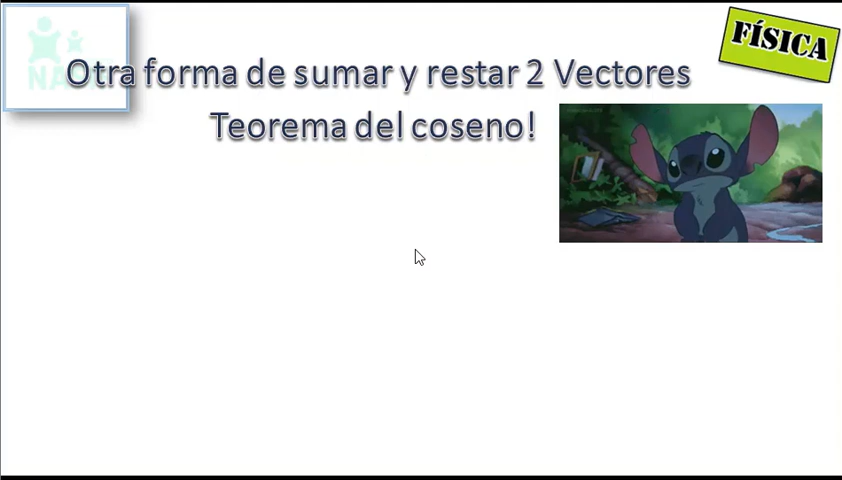 FÍSICA
Otra forma de sumar y restar 2 Vectores
Teorema del coseno!